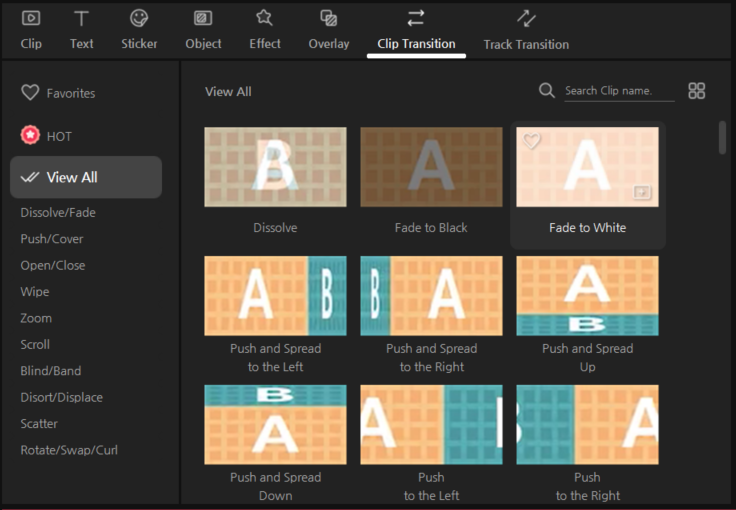 Clip
Text
Sticker
Object
Effect
Overlay
Clip Transition
Track Transition
Favorites
HOT
View All
Dissolve/Fade
Push/Cover
Open/Close
Wipe
Zoom
Scroll
Blind/Band
Disort/Displace
Scatter
Rotate/Swap/Curl
View All
Search Clip name.
A B
A
A
Dissolve
Fade to Black
Fade to White
A B
B A
A
B
Push and Spread
to the Left
Push and Spread
to the Right
Push and Spread
Up
B
A
A
B A
Push and Spread
Down
Push
to the Left
Push
to the Right